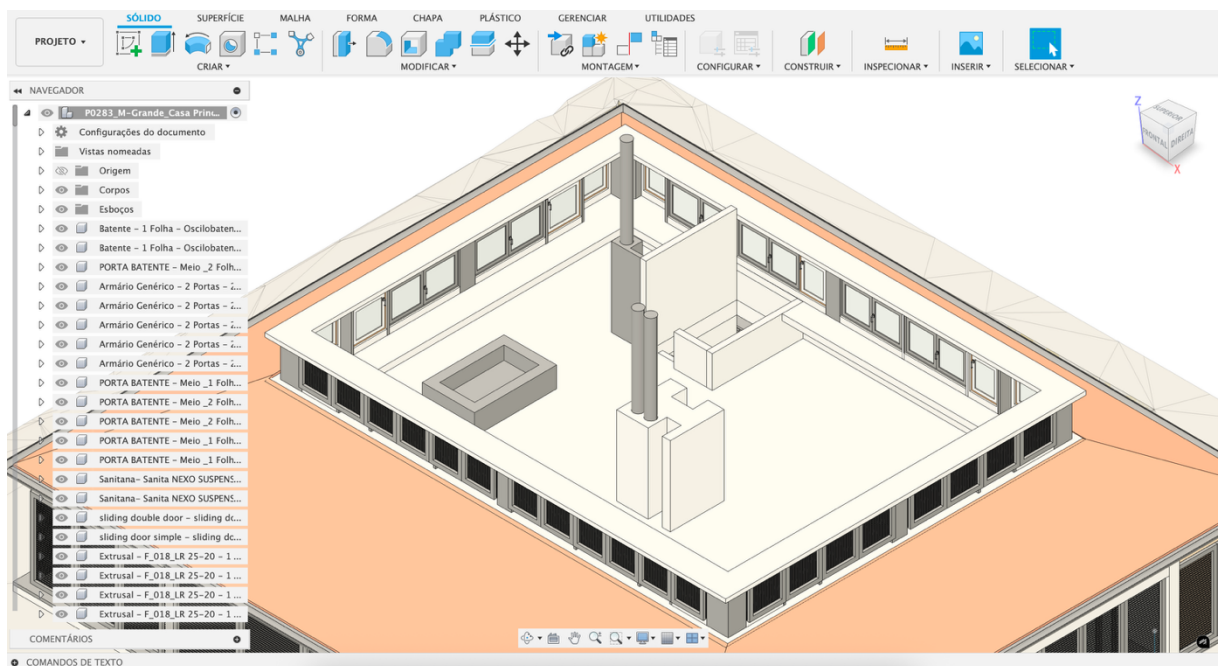 SÓLIDO SUPERFÍCIE MALHA FORMA CHAPA PLÁSTICO GERENCIAR UTILIDADES
PROJETO
CRIAR MODIFICAR MONTAGEM CONFIGURAR CONSTRUIR INSPECIONAR INSERIR SELECIONAR
NAVEGADOR
P0283_M-Grande_Casa Princ...
Configurações do documento
Vistas nomeadas
Origem
Corpos
Esboços
Batente - 1 Folha - Oscilobaten...
Batente - 1 Folha - Oscilobaten...
PORTA BATENTE - Meio _2 Folh...
Armário Genérico - 2 Portas - 2...
Armário Genérico - 2 Portas - 2...
Armário Genérico - 2 Portas - 2...
Armário Genérico - 2 Portas - 2...
PORTA BATENTE - Meio _1 Folh...
PORTA BATENTE - Meio _2 Folh...
PORTA BATENTE - Meio _2 Folh...
PORTA BATENTE - Meio _1 Folh...
PORTA BATENTE - Meio _1 Folh...
Sanitana- Sanita NEXO SUSPENS...
Sanitana- Sanita NEXO SUSPENS...
sliding double door - sliding dc...
sliding door simple - sliding dc...
Extrusal - F_018_LR 25-20 - 1 ...
Extrusal - F_018_LR 25-20 - 1 ...
Extrusal - F_018_LR 25-20 - 1 ...
Extrusal - F_018_LR 25-20 - 1 ...
COMENTÁRIOS
COMANDOS DE TEXTO
Z
SUPERIOR
FRONTAL DIREITA
X